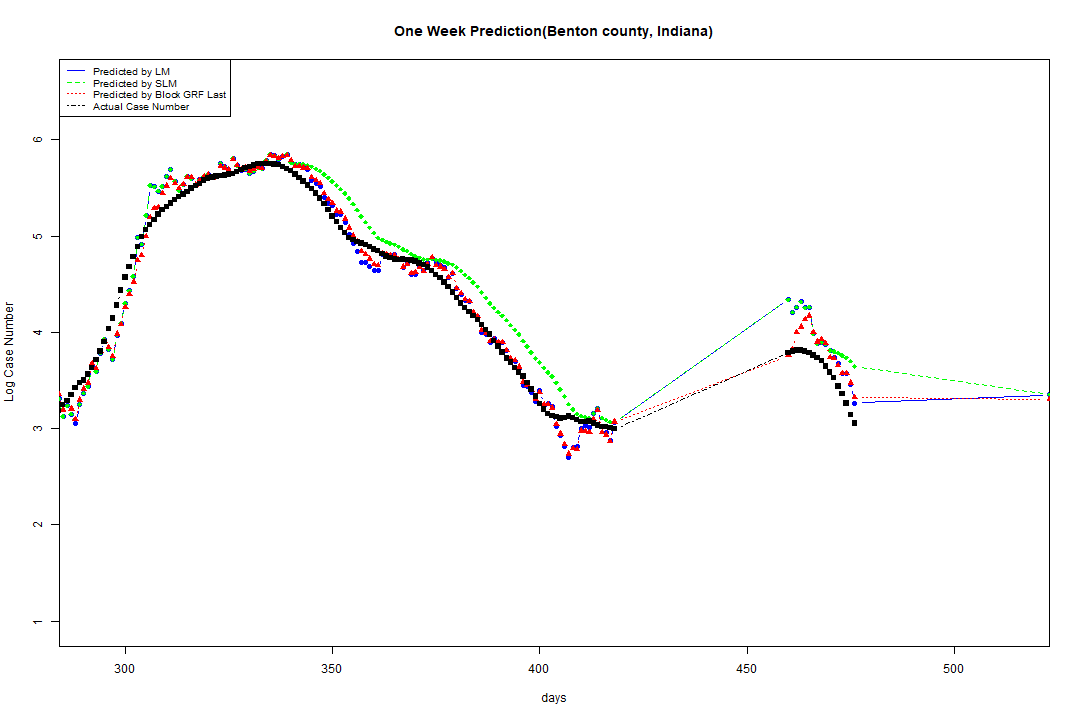 One Week Prediction(Benton county, Indiana)
Predicted by LM
Predicted by SLM
Predicted by Block GRF Last
Actual Case Number
Log Case Number
6
5
4
3
2
1
300 350 400 450 500
days